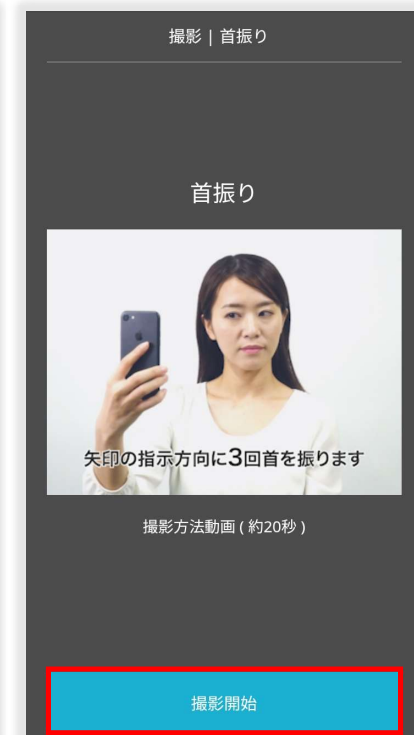 撮影 | 首振り
首振り
矢印の指示方向に3回首を振ります
撮影方法動画 ( 約20秒 )
撮影開始